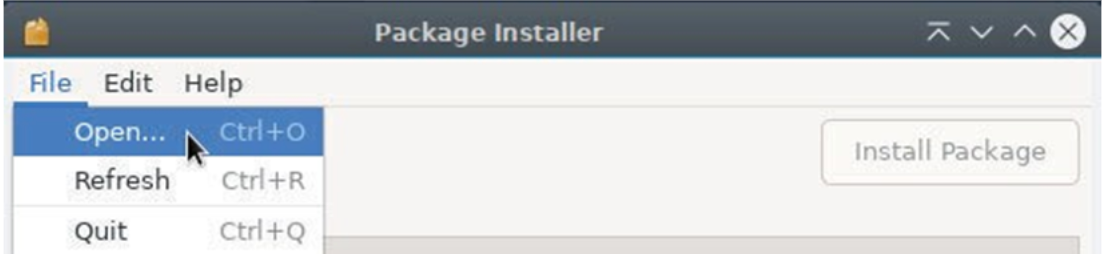 Package Installer
File Edit Help
Open... Ctrl+O
Install Package
Refresh Ctrl+R
Quit Ctrl+Q